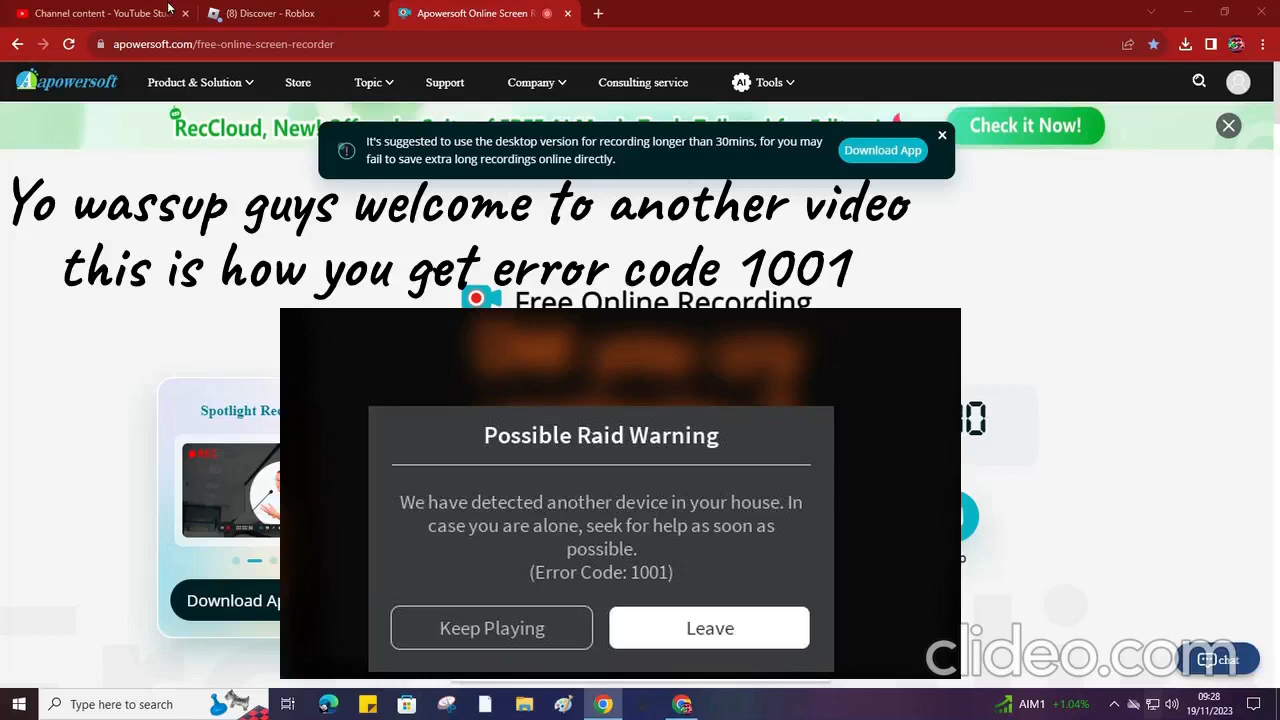 Channel content - YouTube Stu
(8) Discover - Roblox
Apowersoft Online Screen R
apowersoft.com/free-online-screen-recorder
apowersoft
Product & Solution
Store
Topic
Support
Company
Consulting service
AI Tools
RecCloud, New!
Check it Now!
It's suggested to use the desktop version for recording longer than 30mins, for you may
fail to save extra long recordings online directly.
Download App
Yo wassup guys welcome to another video
this is how you get error code 1001
Free Online Recording
Spotlight Rec
REC
Possible Raid Warning
We have detected another device in your house. In
case you are alone, seek for help as soon as
possible.
(Error Code: 1001)
Keep Playing
Leave
Download Ap
clideo.com
chat
Type here to search
AIM1 +1.04%
09:28
19/11/2023